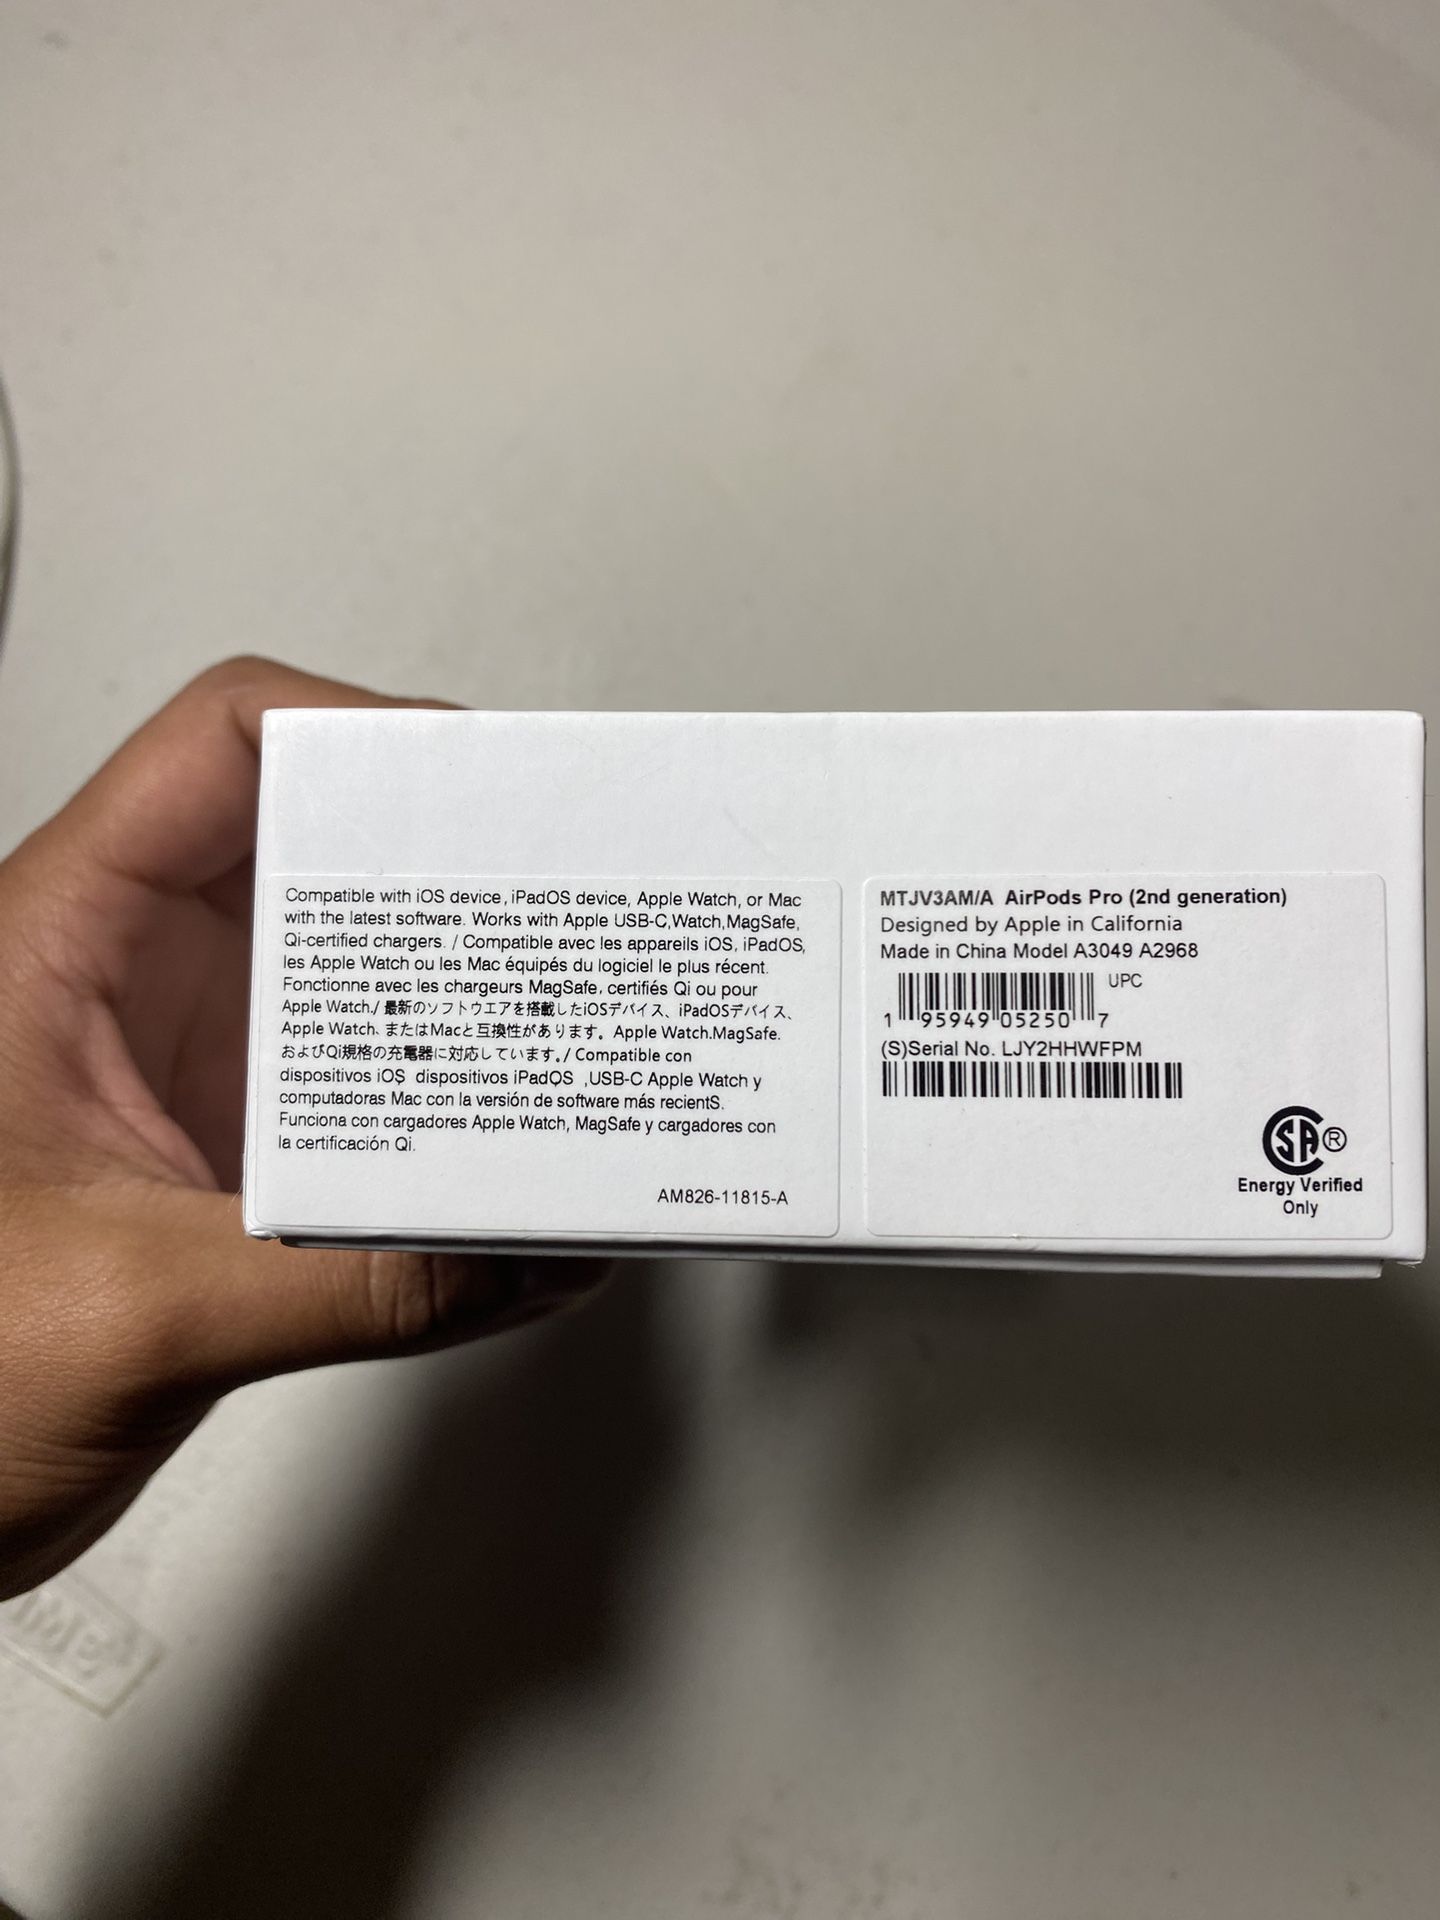 Compatible with iOS device, iPadOS device, Apple Watch, or Mac
with the latest software. Works with Apple USB-C,Watch,MagSafe,
Qi-certified chargers. / Compatible avec les appareils iOS, iPadOS,
les Apple Watch ou les Mac équipés du logiciel le plus récent.
Fonctionne avec les chargeurs MagSafe, certifiés Qi ou pour
Apple Watch./ 最新のソフトウエアを搭載したiOSデバイス、iPadOSデバイス、
Apple Watch、またはMacと互換性があります。Apple Watch.MagSafe.
およびQi規格の充電器に対応しています。/ Compatible con
dispositivos iOS dispositivos iPadOS ,USB-C Apple Watch y
computadoras Mac con la versión de software más recientS.
Funciona con cargadores Apple Watch, MagSafe y cargadores con
la certificación Qi.
AM826-11815-A
MTJV3AM/A AirPods Pro (2nd generation)
Designed by Apple in California
Made in China Model A3049 A2968
UPC
1 95949 05250 7
(S)Serial No. LJY2HHWFPM
SA ®
Energy Verified
Only